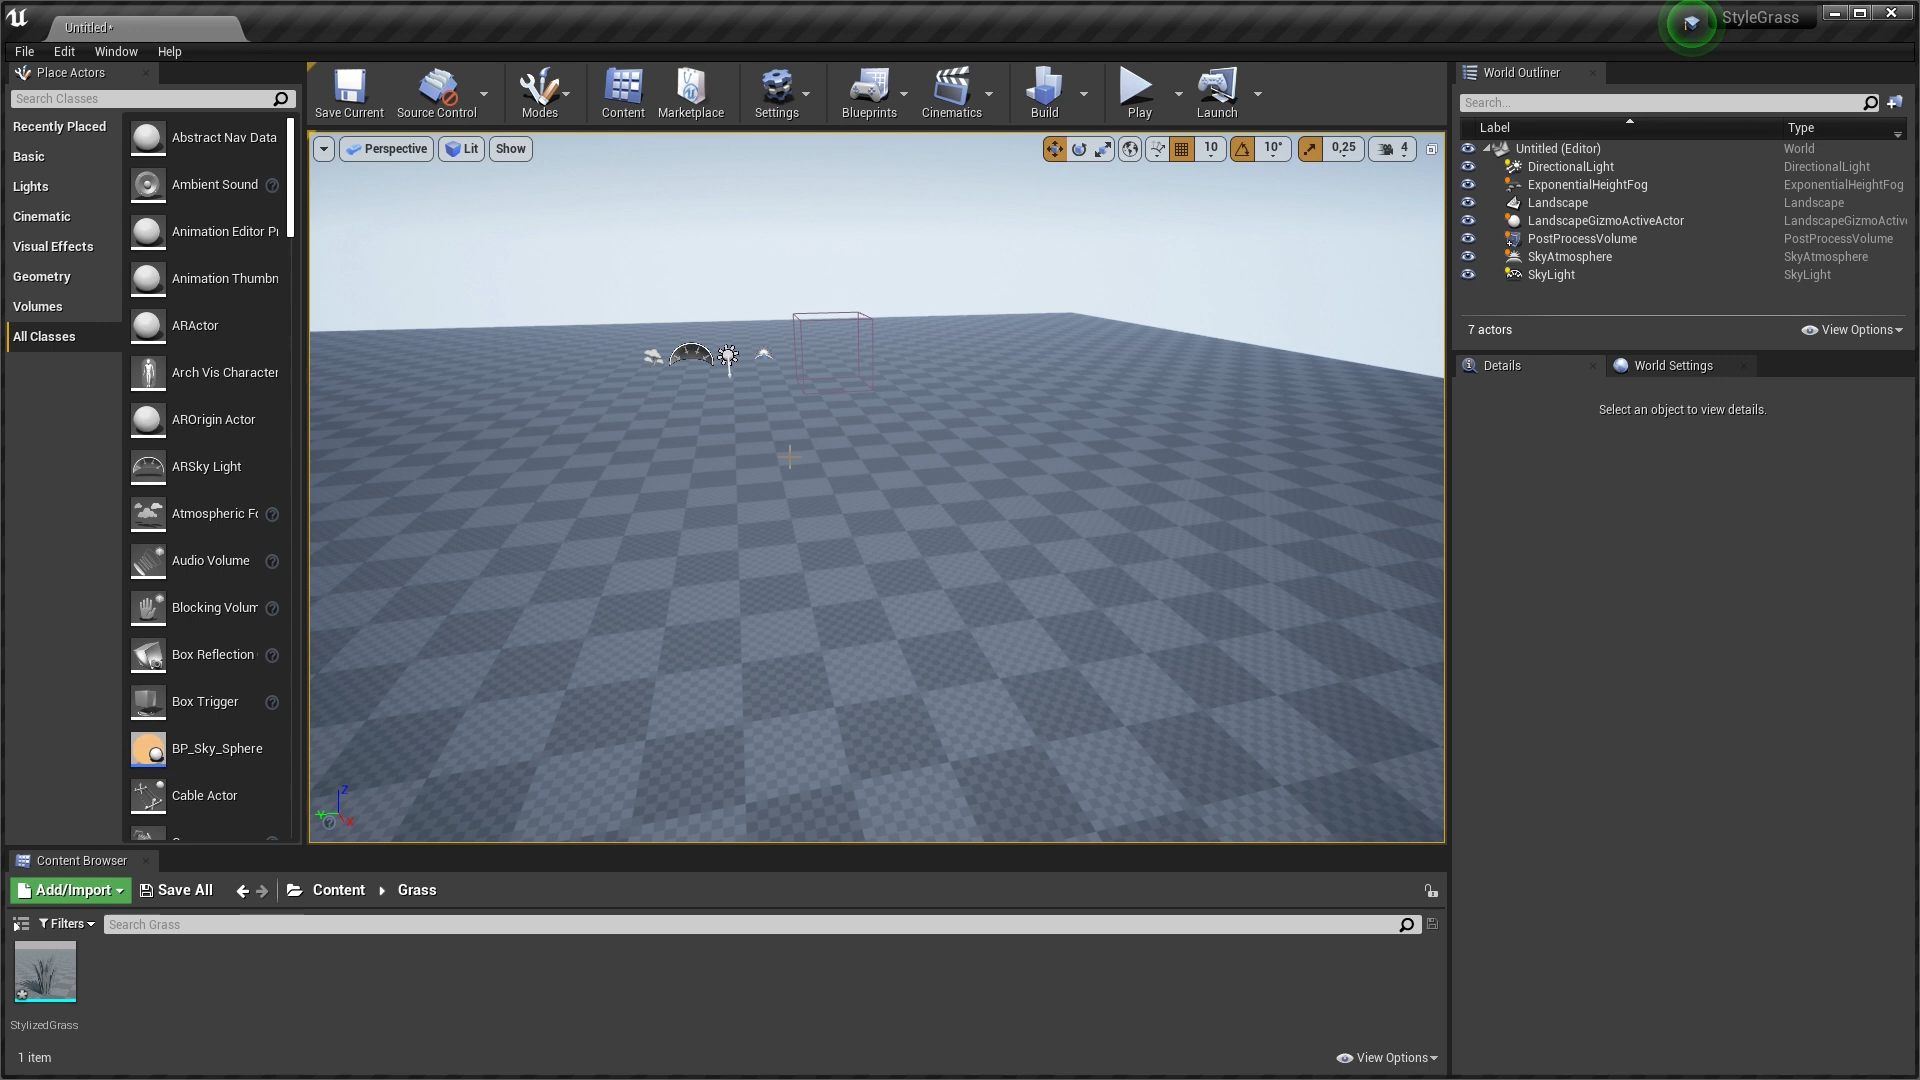 Untitled*
StyleGrass
File Edit Window Help
Place Actors
Search Classes
Recently Placed
Basic
Lights
Cinematic
Visual Effects
Geometry
Volumes
All Classes
Abstract Nav Data
Ambient Sound
Animation Editor
Animation Thumbn
ARActor
Arch Vis Character
AROrigin Actor
ARSky Light
Atmospheric
Audio Volume
Blocking Volum
Box Reflection
Box Trigger
BP_Sky_Sphere
Cable Actor
Save Current
Source Control
Modes
Content
Marketplace
Settings
Blueprints
Cinematics
Build
Play
Launch
Perspective
Lit
Show
10
10°
0,25
4
Z
Y
X
World Outliner
Search...
Label Type
Untitled (Editor) World
DirectionalLight DirectionalLight
ExponentialHeightFog ExponentialHeightFog
Landscape Landscape
LandscapeGizmoActiveActor LandscapeGizmoActiv
PostProcessVolume PostProcessVolume
SkyAtmosphere SkyAtmosphere
SkyLight SkyLight
7 actors
View Options
Details
World Settings
Select an object to view details.
Content Browser
Add/Import
Save All
Content
Grass
Filters
Search Grass
StylizedGrass
1 item
View Options